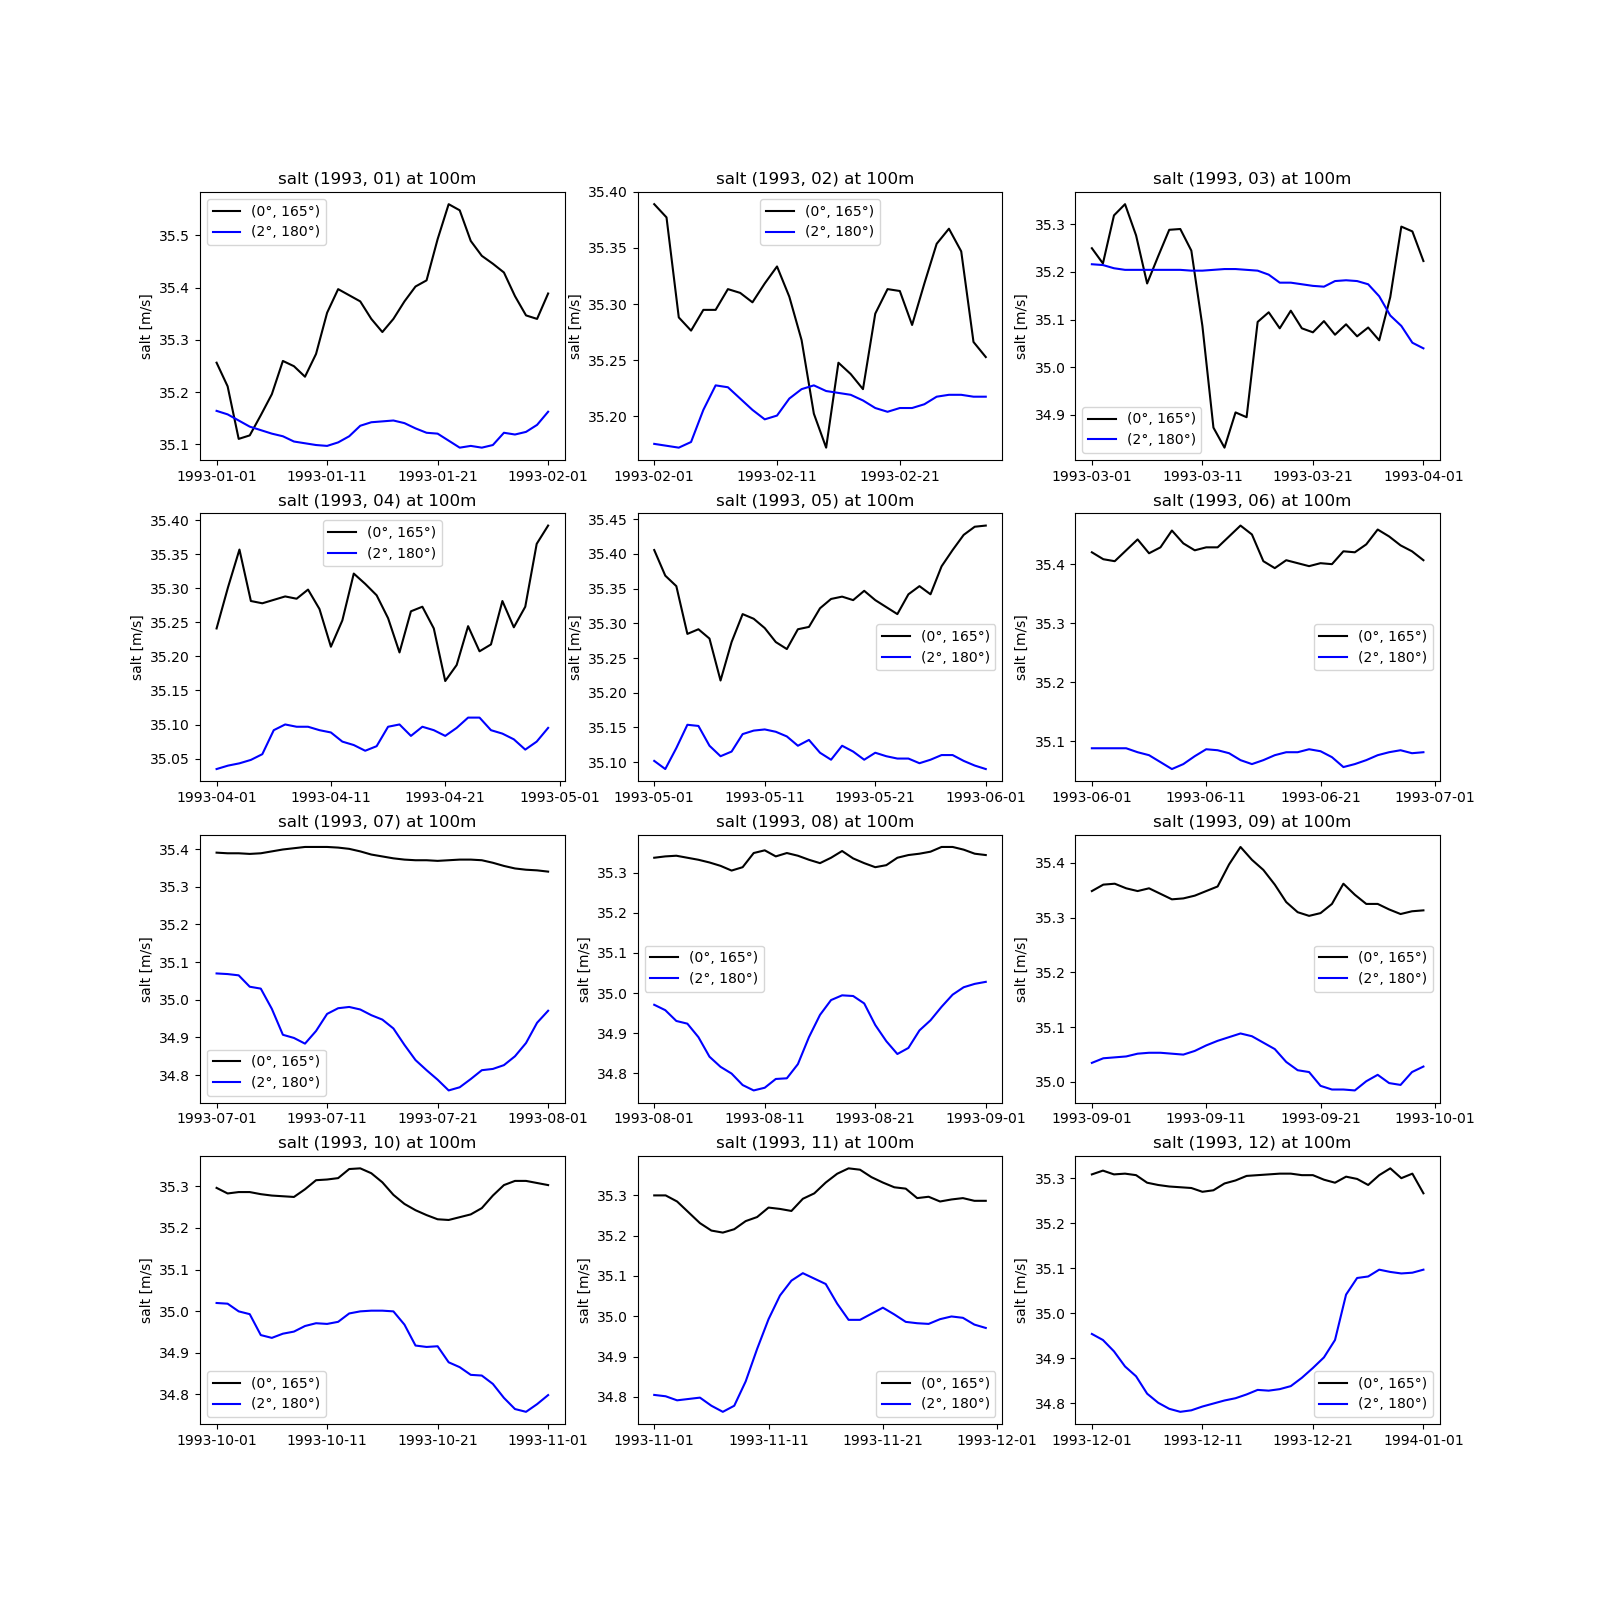 salt (1993, 01) at 100m
salt [m/s]
35.5
35.4
35.3
35.2
35.1
(0°, 165°)
(2°, 180°)
1993-01-01 1993-01-11 1993-01-21 1993-02-01
salt (1993, 02) at 100m
salt [m/s]
35.40
35.35
35.30
35.25
35.20
(0°, 165°)
(2°, 180°)
1993-02-01 1993-02-11 1993-02-21
salt (1993, 03) at 100m
salt [m/s]
35.3
35.2
35.1
35.0
34.9
(0°, 165°)
(2°, 180°)
1993-03-01 1993-03-11 1993-03-21 1993-04-01
salt (1993, 04) at 100m
salt [m/s]
35.40
35.35
35.30
35.25
35.20
35.15
35.10
35.05
(0°, 165°)
(2°, 180°)
1993-04-01 1993-04-11 1993-04-21 1993-05-01
salt (1993, 05) at 100m
salt [m/s]
35.45
35.40
35.35
35.30
35.25
35.20
35.15
35.10
(0°, 165°)
(2°, 180°)
1993-05-01 1993-05-11 1993-05-21 1993-06-01
salt (1993, 06) at 100m
salt [m/s]
35.4
35.3
35.2
35.1
(0°, 165°)
(2°, 180°)
1993-06-01 1993-06-11 1993-06-21 1993-07-01
salt (1993, 07) at 100m
salt [m/s]
35.4
35.3
35.2
35.1
35.0
34.9
34.8
(0°, 165°)
(2°, 180°)
1993-07-01 1993-07-11 1993-07-21 1993-08-01
salt (1993, 08) at 100m
salt [m/s]
35.3
35.2
35.1
35.0
34.9
34.8
(0°, 165°)
(2°, 180°)
1993-08-01 1993-08-11 1993-08-21 1993-09-01
salt (1993, 09) at 100m
salt [m/s]
35.4
35.3
35.2
35.1
35.0
(0°, 165°)
(2°, 180°)
1993-09-01 1993-09-11 1993-09-21 1993-10-01
salt (1993, 10) at 100m
salt [m/s]
35.3
35.2
35.1
35.0
34.9
34.8
(0°, 165°)
(2°, 180°)
1993-10-01 1993-10-11 1993-10-21 1993-11-01
salt (1993, 11) at 100m
salt [m/s]
35.3
35.2
35.1
35.0
34.9
34.8
(0°, 165°)
(2°, 180°)
1993-11-01 1993-11-11 1993-11-21 1993-12-01
salt (1993, 12) at 100m
salt [m/s]
35.3
35.2
35.1
35.0
34.9
34.8
(0°, 165°)
(2°, 180°)
1993-12-01 1993-12-11 1993-12-21 1994-01-01